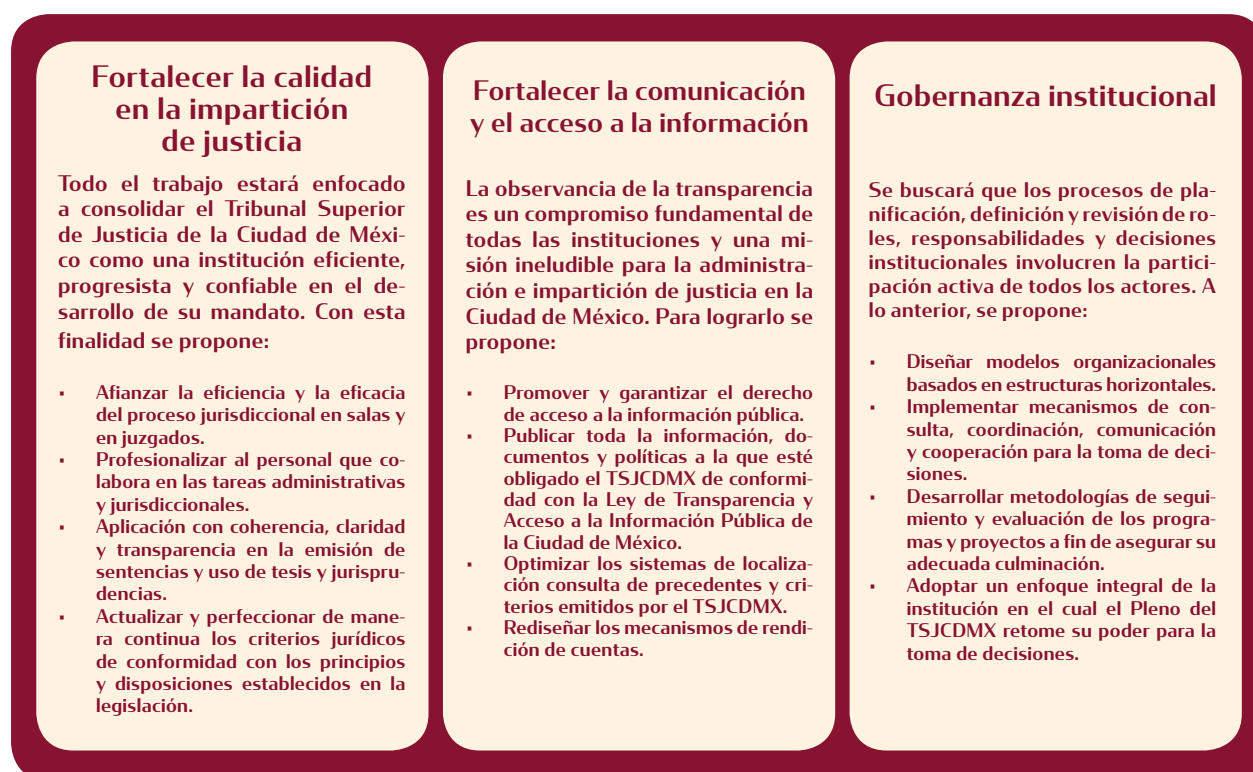 Fortalecer la calidad
en la impartición
de justicia
Todo el trabajo estará enfocado
a consolidar el Tribunal Superior
de Justicia de la Ciudad de Méxi-
co como una institución eficiente,
progresista y confiable en el de-
sarrollo de su mandato. Con esta
finalidad se propone:
• Afianzar la eficiencia y la eficacia
del proceso jurisdiccional en salas y
en juzgados.
• Profesionalizar al personal que co-
labora en las tareas administrativas
y jurisdiccionales.
• Aplicación con coherencia, claridad
y transparencia en la emisión de
sentencias y uso de tesis y jurispru-
dencias.
• Actualizar y perfeccionar de mane-
ra continua los criterios jurídicos
de conformidad con los principios
y disposiciones establecidos en la
legislación.
Fortalecer la comunicación
y el acceso a la información
La observancia de la transparencia
es un compromiso fundamental de
todas las instituciones y una mi-
sión ineludible para la administra-
ción e impartición de justicia en la
Ciudad de México. Para lograrlo se
propone:
• Promover y garantizar el derecho
de acceso a la información pública.
• Publicar toda la información, do-
cumentos y políticas a la que esté
obligado el TSJCDMX de conformi-
dad con la Ley de Transparencia y
Acceso a la Información Pública de
la Ciudad de México.
• Optimizar los sistemas de localiza-
ción consulta de precedentes y cri-
terios emitidos por el TSJCDMX.
• Rediseñar los mecanismos de rendi-
ción de cuentas.
Gobernanza institucional
Se buscará que los procesos de pla-
nificación, definición y revisión de ro-
les, responsabilidades y decisiones
institucionales involucren la partici-
pación activa de todos los actores. A
lo anterior, se propone:
• Diseñar modelos organizacionales
basados en estructuras horizontales.
• Implementar mecanismos de con-
sulta, coordinación, comunicación
y cooperación para la toma de deci-
siones.
• Desarrollar metodologías de segui-
miento y evaluación de los progra-
mas y proyectos a fin de asegurar su
adecuada culminación.
• Adoptar un enfoque integral de la
institución en el cual el Pleno del
TSJCDMX retome su poder para la
toma de decisiones.